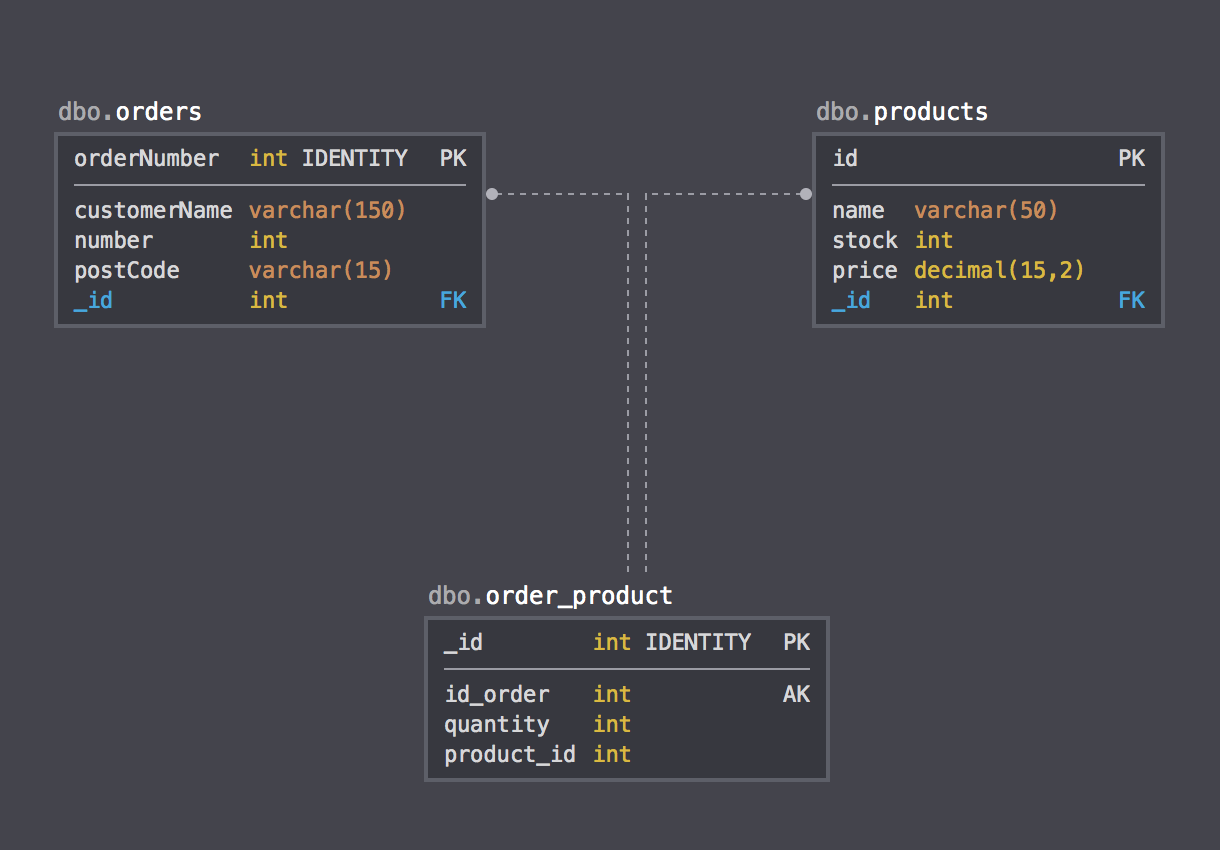 dbo.orders
orderNumber int IDENTITY PK
customerName varchar(150)
number int
postCode varchar(15)
_id int FK
dbo.products
id PK
name varchar(50)
stock int
price decimal(15,2)
_id int FK
dbo.order_product
_id int IDENTITY PK
id_order int AK
quantity int
product_id int